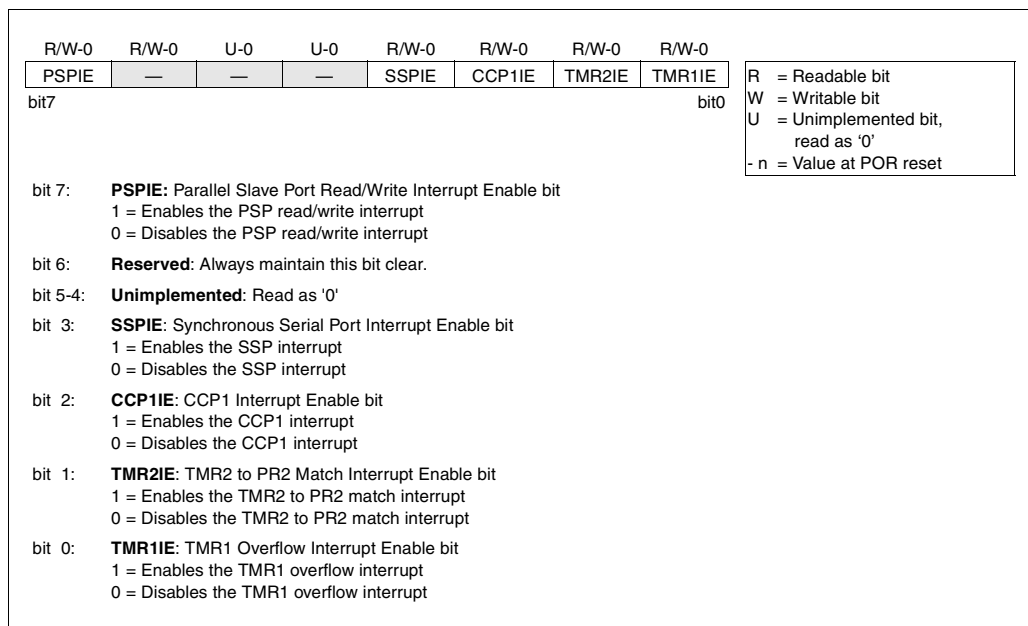 R/W-0 R/W-0 U-0 U-0 R/W-0 R/W-0 R/W-0 R/W-0
PSPIE — — — SSPIE CCP1IE TMR2IE TMR1IE
bit7 bit0
R = Readable bit
W = Writable bit
U = Unimplemented bit,
read as ‘0’
- n = Value at POR reset
bit 7: PSPIE: Parallel Slave Port Read/Write Interrupt Enable bit
1 = Enables the PSP read/write interrupt
0 = Disables the PSP read/write interrupt
bit 6: Reserved: Always maintain this bit clear.
bit 5-4: Unimplemented: Read as '0'
bit 3: SSPIE: Synchronous Serial Port Interrupt Enable bit
1 = Enables the SSP interrupt
0 = Disables the SSP interrupt
bit 2: CCP1IE: CCP1 Interrupt Enable bit
1 = Enables the CCP1 interrupt
0 = Disables the CCP1 interrupt
bit 1: TMR2IE: TMR2 to PR2 Match Interrupt Enable bit
1 = Enables the TMR2 to PR2 match interrupt
0 = Disables the TMR2 to PR2 match interrupt
bit 0: TMR1IE: TMR1 Overflow Interrupt Enable bit
1 = Enables the TMR1 overflow interrupt
0 = Disables the TMR1 overflow interrupt